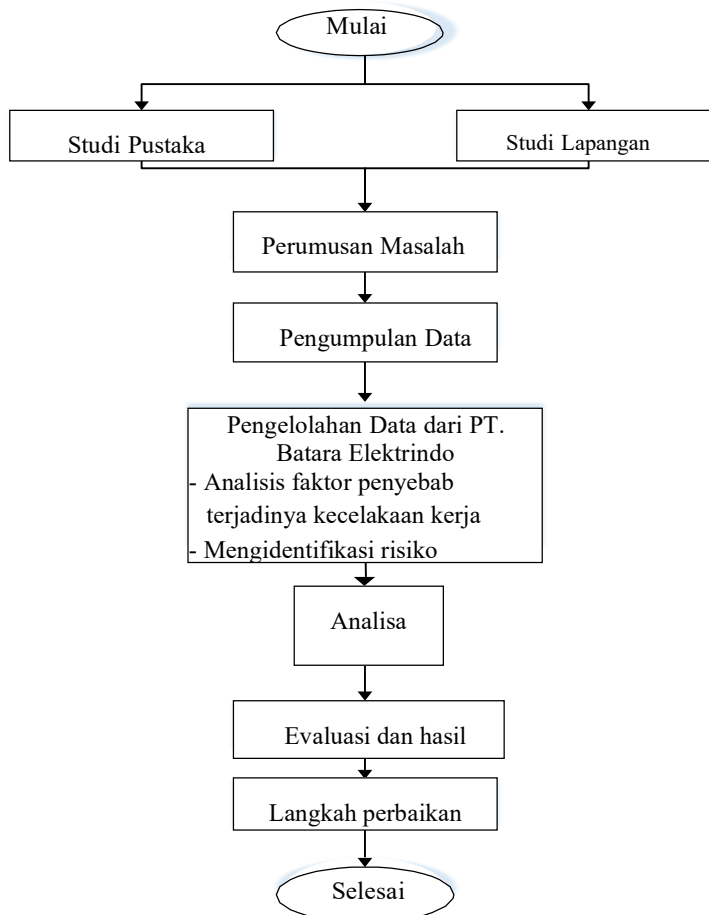 Mulai
Studi Pustaka
Studi Lapangan
Perumusan Masalah
Pengumpulan Data
Pengelolahan Data dari PT.
Batara Elektrindo
- Analisis faktor penyebab
terjadinya kecelakaan kerja
- Mengidentifikasi risiko
Analisa
Evaluasi dan hasil
Langkah perbaikan
Selesai